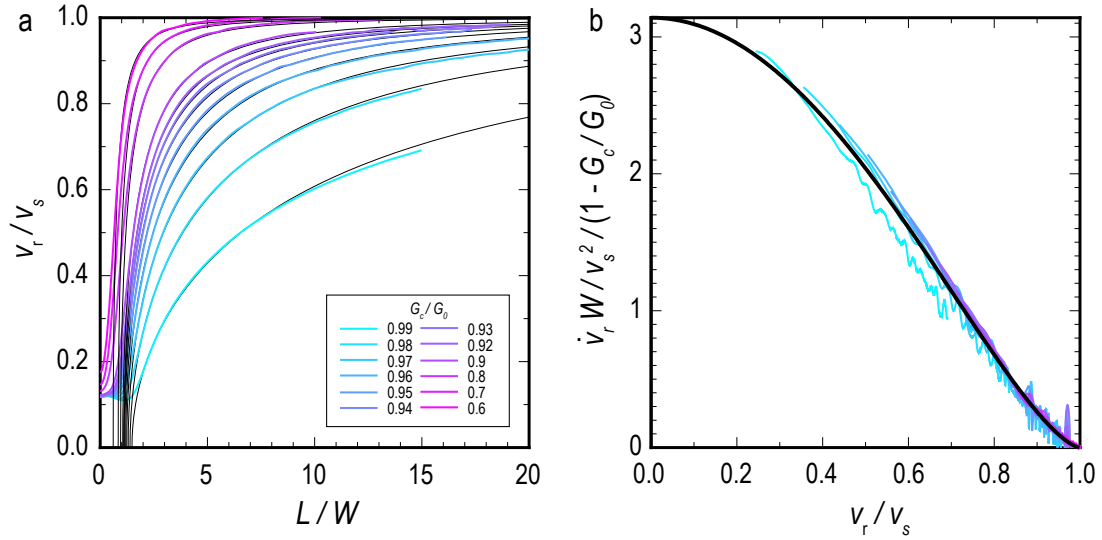 a
1.0
0.8
0.6
0.4
0.2
0.0
v_r / v_s
0 5 10 15 20
L / W
G_c / G_0
0.99 0.93
0.98 0.92
0.97 0.9
0.96 0.8
0.95 0.7
0.94 0.6
b
3
2
1
0
v̇_r W / v_s^2 / (1 - G_c / G_0)
0.0 0.2 0.4 0.6 0.8 1.0
v_r / v_s